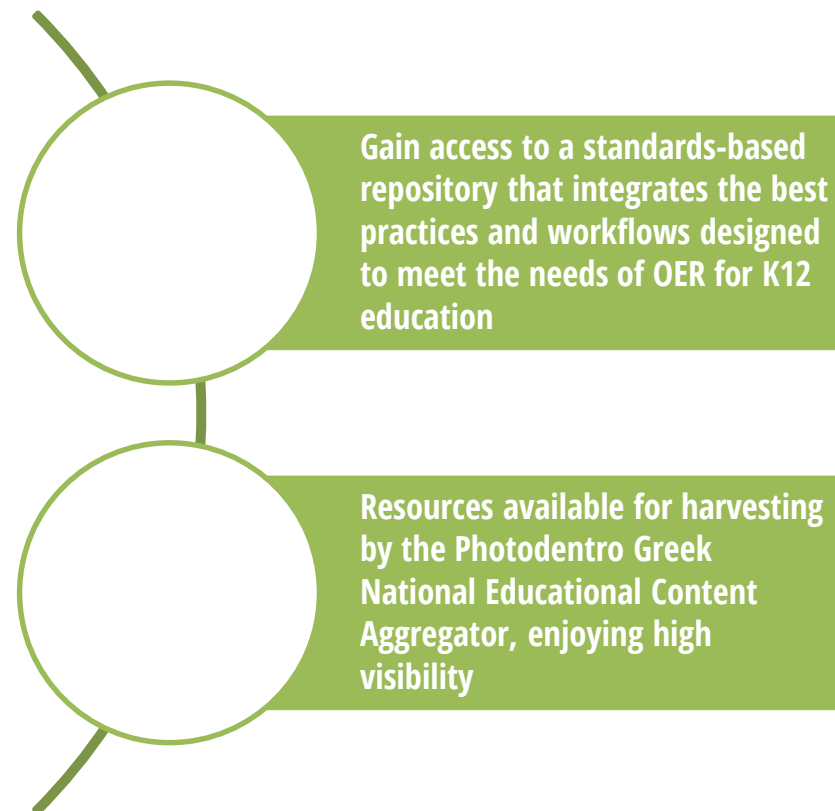 Gain access to a standards-based
repository that integrates the best
practices and workflows designed
to meet the needs of OER for K12
education
Resources available for harvesting
by the Photodentro Greek
National Educational Content
Aggregator, enjoying high
visibility